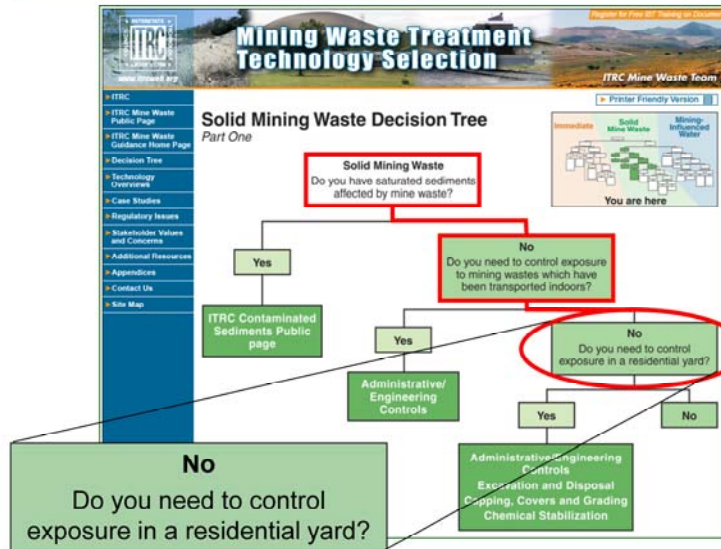 INTERSTATE
ITRC
www.itrcweb.org
Mining Waste Treatment
Technology Selection
Register for Free IBT Training on Document
ITRC Mine Waste Team
ITRC
ITRC Mine Waste
Public Page
ITRC Mine Waste
Guidance Home Page
Decision Tree
Technology
Overviews
Case Studies
Regulatory Issues
Stakeholder Values
and Concerns
Additional Resources
Appendices
Contact Us
Site Map
Printer Friendly Version
Solid Mining Waste Decision Tree
Part One
Immediate
Solid
Mine Waste
Mining-
Influenced
Water
You are here
Solid Mining Waste
Do you have saturated sediments
affected by mine waste?
Yes
ITRC Contaminated
Sediments Public
page
No
Do you need to control exposure
to mining wastes which have
been transported indoors?
Yes
Administrative/
Engineering
Controls
No
Do you need to control
exposure in a residential yard?
Yes
Administrative/Engineering
Controls
Excavation and Disposal
Capping, Covers and Grading
Chemical Stabilization
No
No
Do you need to control
exposure in a residential yard?